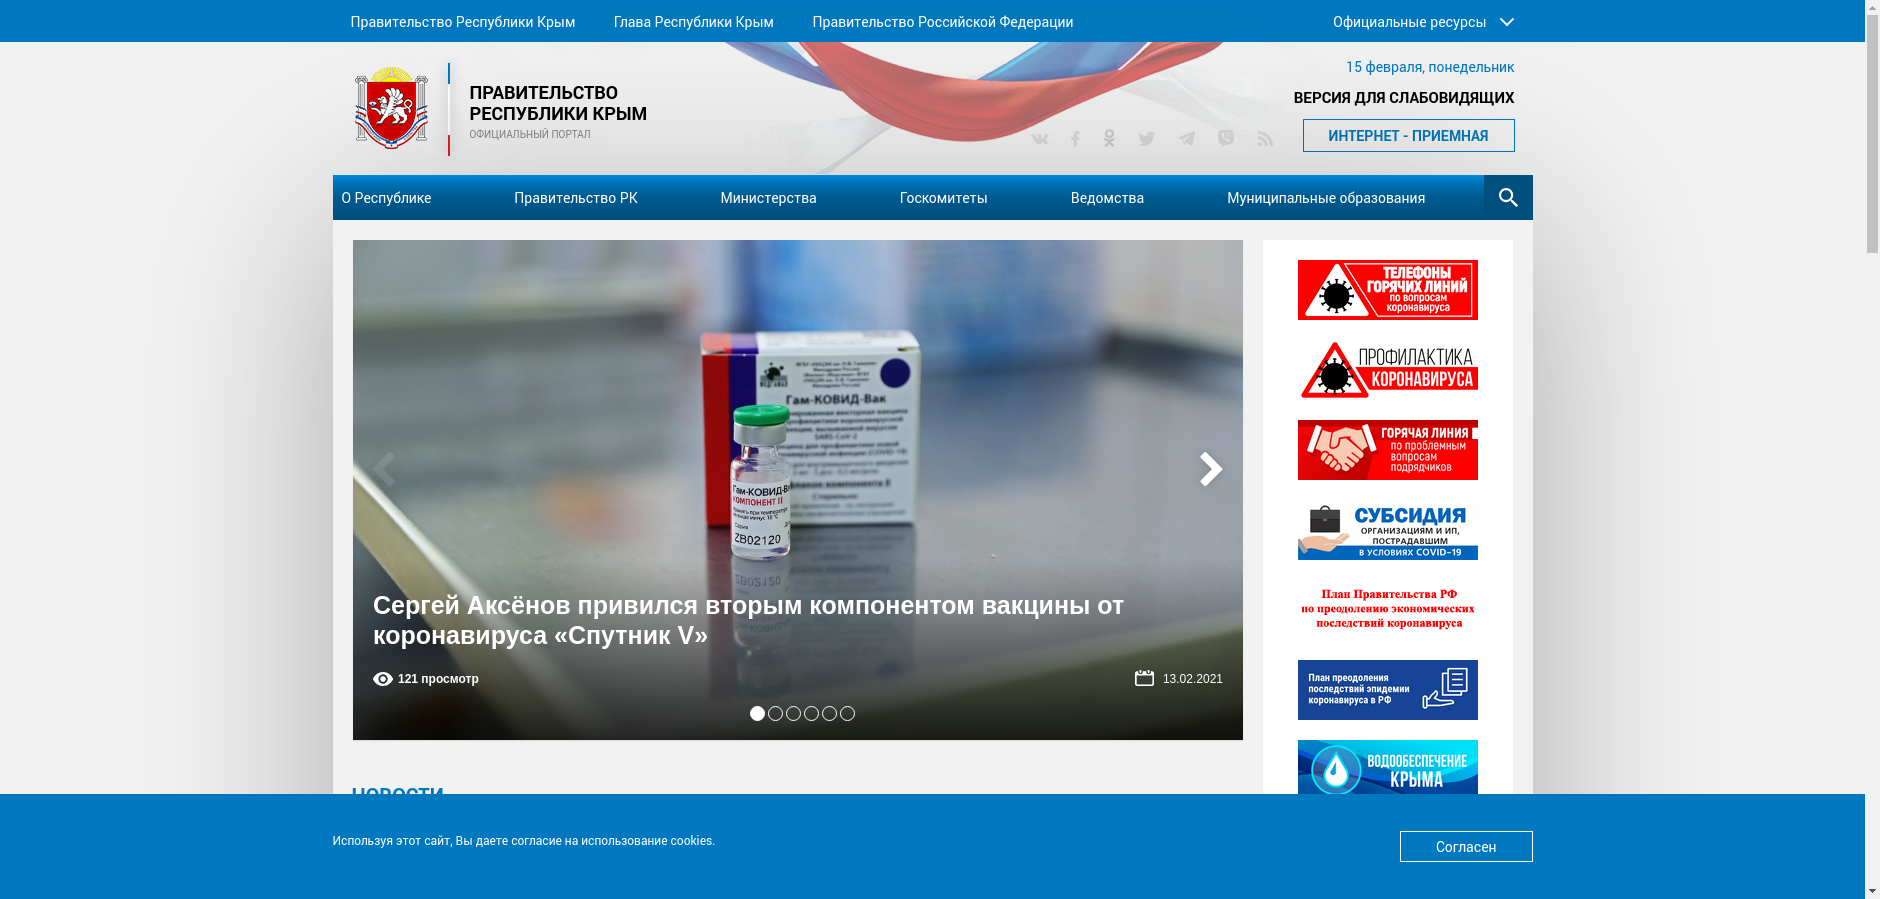 Правительство Республики Крым
Глава Республики Крым
Правительство Российской Федерации
Официальные ресурсы
15 февраля, понедельник
ПРАВИТЕЛЬСТВО
РЕСПУБЛИКИ КРЫМ
ОФИЦИАЛЬНЫЙ ПОРТАЛ
ВЕРСИЯ ДЛЯ СЛАБОВИДЯЩИХ
ИНТЕРНЕТ - ПРИЕМНАЯ
О Республике
Правительство РК
Министерства
Госкомитеты
Ведомства
Муниципальные образования
Гам-КОВИД-Вак
SARS-CoV-2
Гам-КОВИД-Ва
КОМПОНЕНТ II
ZB02120
Сергей Аксёнов привился вторым компонентом вакцины от
коронавируса «Спутник V»
121 просмотр
13.02.2021
ТЕЛЕФОНЫ
ГОРЯЧИХ ЛИНИЙ
по вопросам
коронавируса
ПРОФИЛАКТИКА
КОРОНАВИРУСА
ГОРЯЧАЯ ЛИНИЯ
по проблемным
вопросам
подрядчиков
СУБСИДИЯ
ОРГАНИЗАЦИЯМ И ИП,
ПОСТРАДАВШИМ
В УСЛОВИЯХ COVID-19
План Правительства РФ
по преодолению экономических
последствий коронавируса
План преодоления
последствий эпидемии
коронавируса в РФ
ВОДООБЕСПЕЧЕНИЕ
КРЫМА
НОВОСТИ
Используя этот сайт, Вы даете согласие на использование cookies.
Согласен